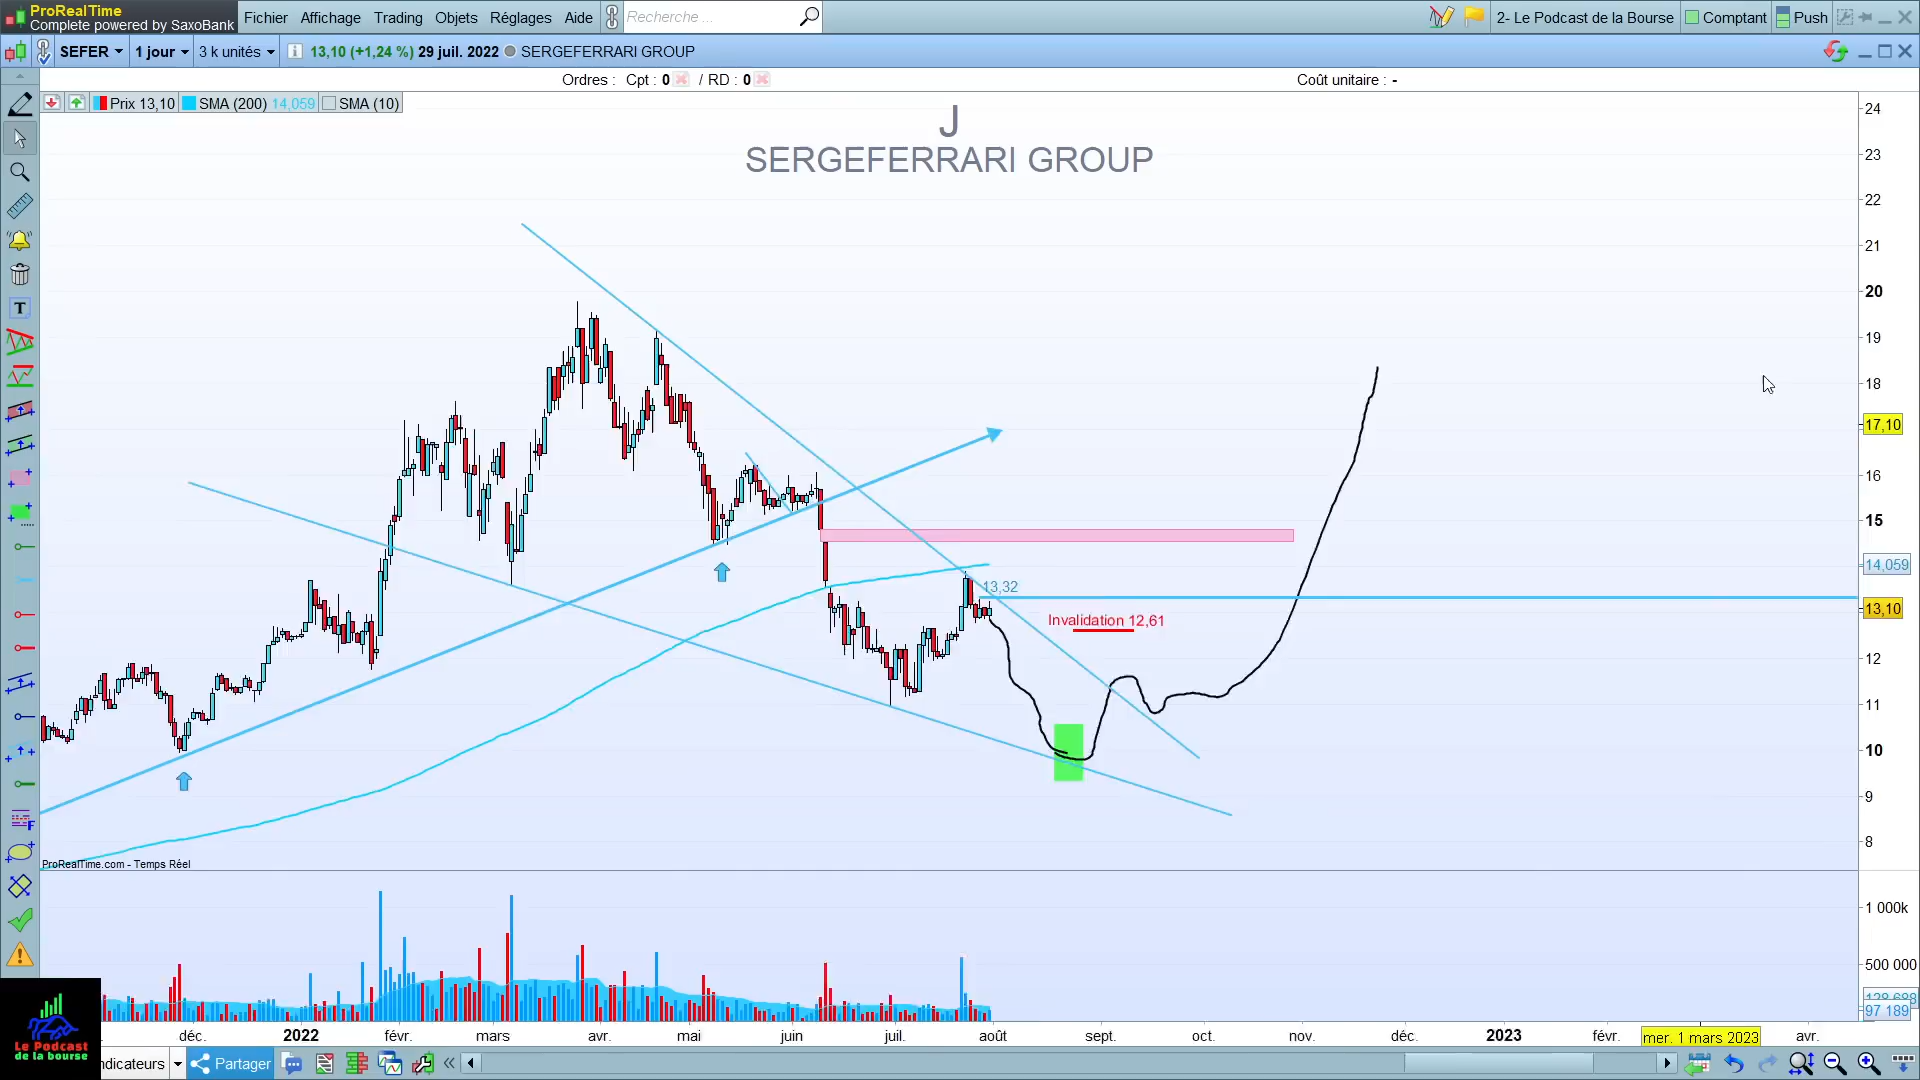 ProRealTime
Complete powered by SaxoBank
Fichier Affichage Trading Objets Réglages Aide Recherche ... 2- Le Podcast de la Bourse Comptant Push
SEFER 1 jour 3 k unités 13,10 (+1,24 %) 29 juil. 2022 SERGEFERRARI GROUP
Ordres : Cpt : 0 / RD : 0 Coût unitaire : -
Prix 13,10 SMA (200) 14,059 SMA (10)
J
SERGEFERRARI GROUP
24
23
22
21
20
19
18
17,10
16
15
14,059
13,32
13,10
Invalidation 12,61
12
11
10
9
8
ProRealTime.com - Temps Réel
1 000k
500 000
128 688
97 189
déc. 2022 févr. mars avr. mai juin juil. août sept. oct. nov. déc. 2023 févr. mer. 1 mars 2023 avr.
Le Podcast
de la bourse
ndicateurs Partager